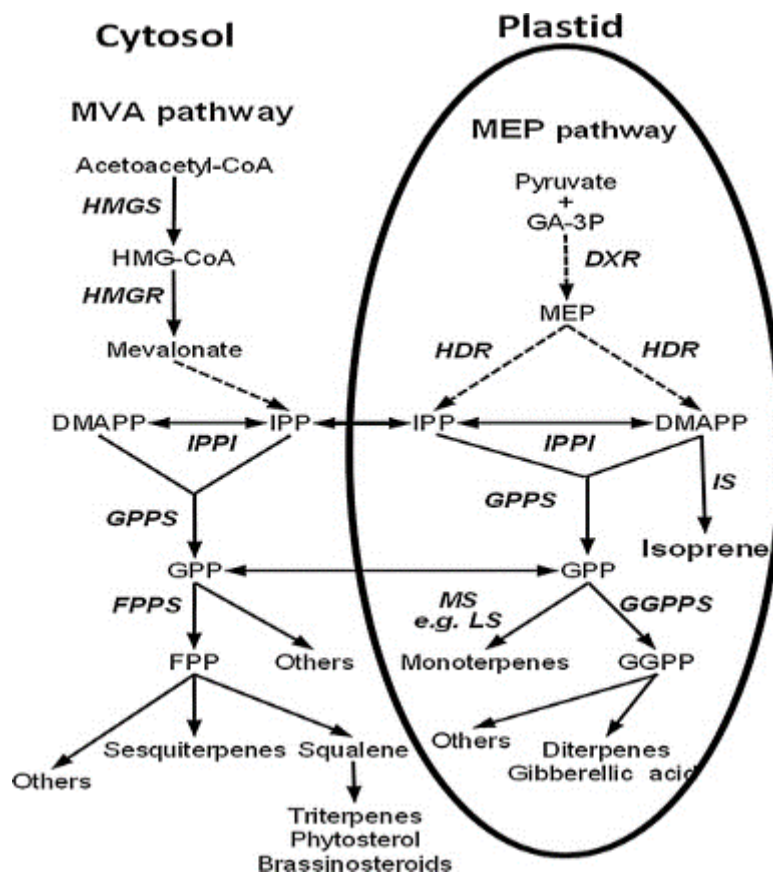 Cytosol
MVA pathway
Acetoacetyl-CoA
HMGS
HMG-CoA
HMGR
Mevalonate
DMAPP
IPP
IPPI
GPPS
GPP
FPPS
Others
FPP
Others
Sesquiterpenes
Squalene
Triterpenes
Phytosterol
Brassinosteroids
Plastid
MEP pathway
Pyruvate
+
GA-3P
DXR
MEP
HDR
HDR
IPP
DMAPP
IPPI
IS
GPPS
Isoprene
GPP
MS
e.g. LS
GGPPS
Monoterpenes
GGPP
Others
Diterpenes
Gibberellic acid